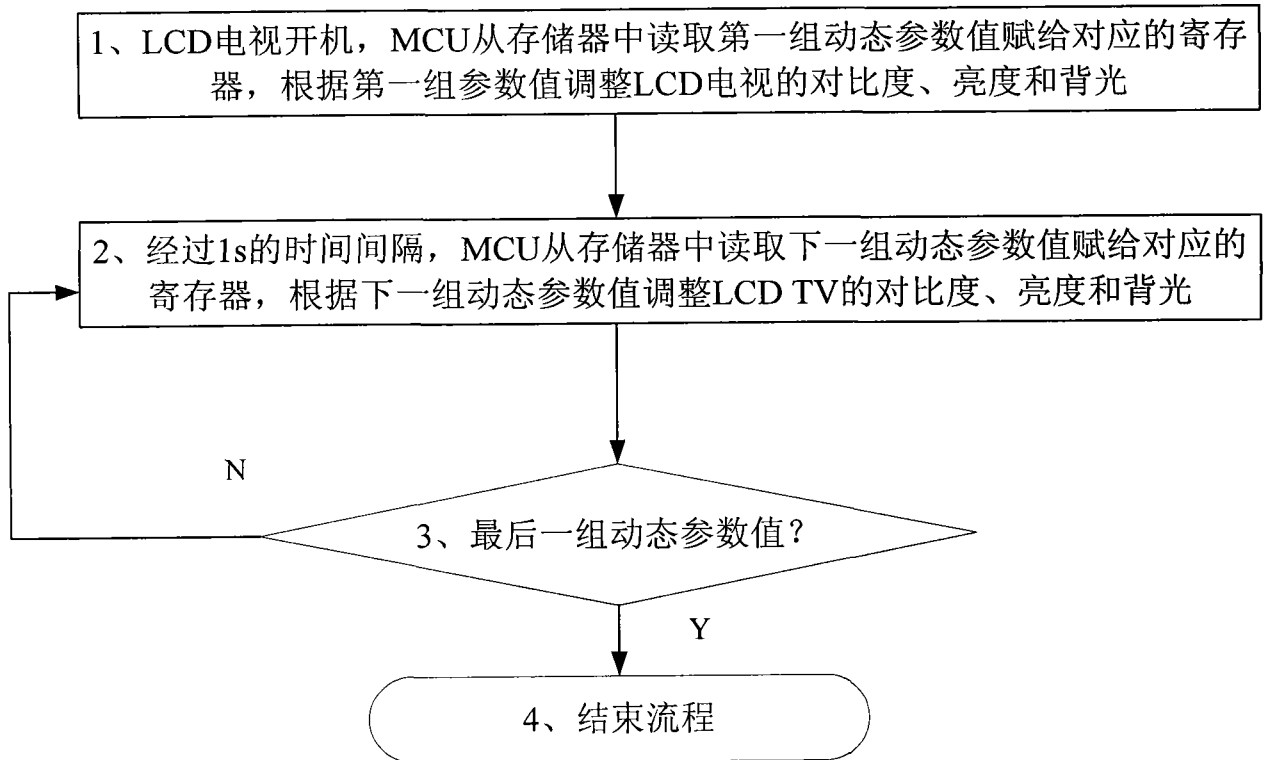 1、LCD电视开机，MCU从存储器中读取第一组动态参数值赋给对应的寄存
器，根据第一组参数值调整LCD电视的对比度、亮度和背光
2、经过1s的时间间隔，MCU从存储器中读取下一组动态参数值赋给对应的
寄存器，根据下一组动态参数值调整LCD TV的对比度、亮度和背光
N
3、最后一组动态参数值？
Y
4、结束流程